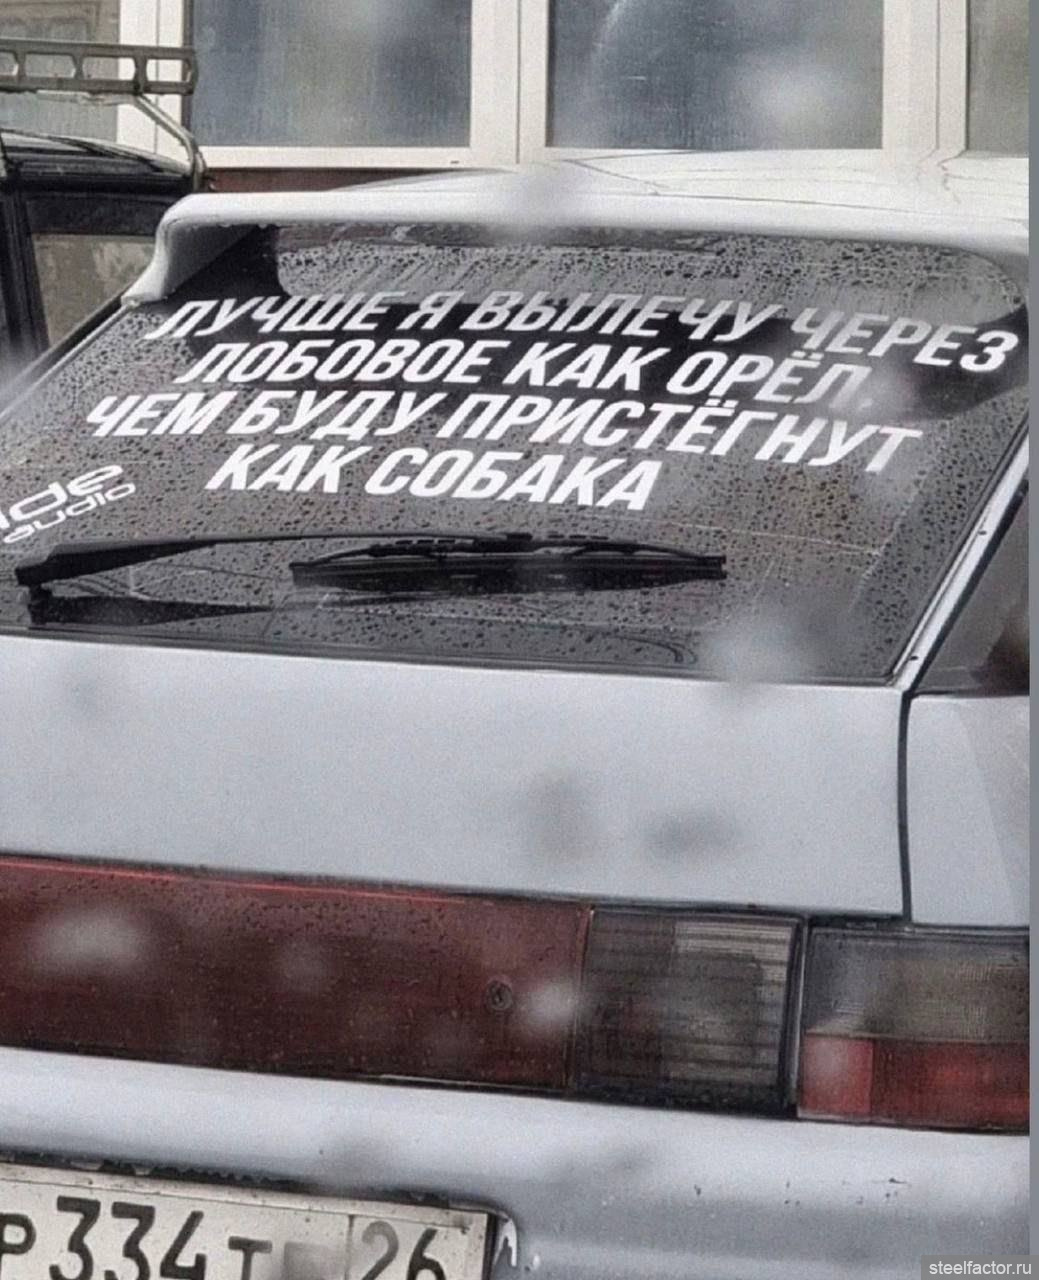 ЛУЧШЕ Я ВЫЛЕЧУ ЧЕРЕЗ
ЛОБОВОЕ КАК ОРЁЛ,
ЧЕМ БУДУ ПРИСТЁГНУТ
КАК СОБАКА
audio
Р334Т 26
steelfactor.ru